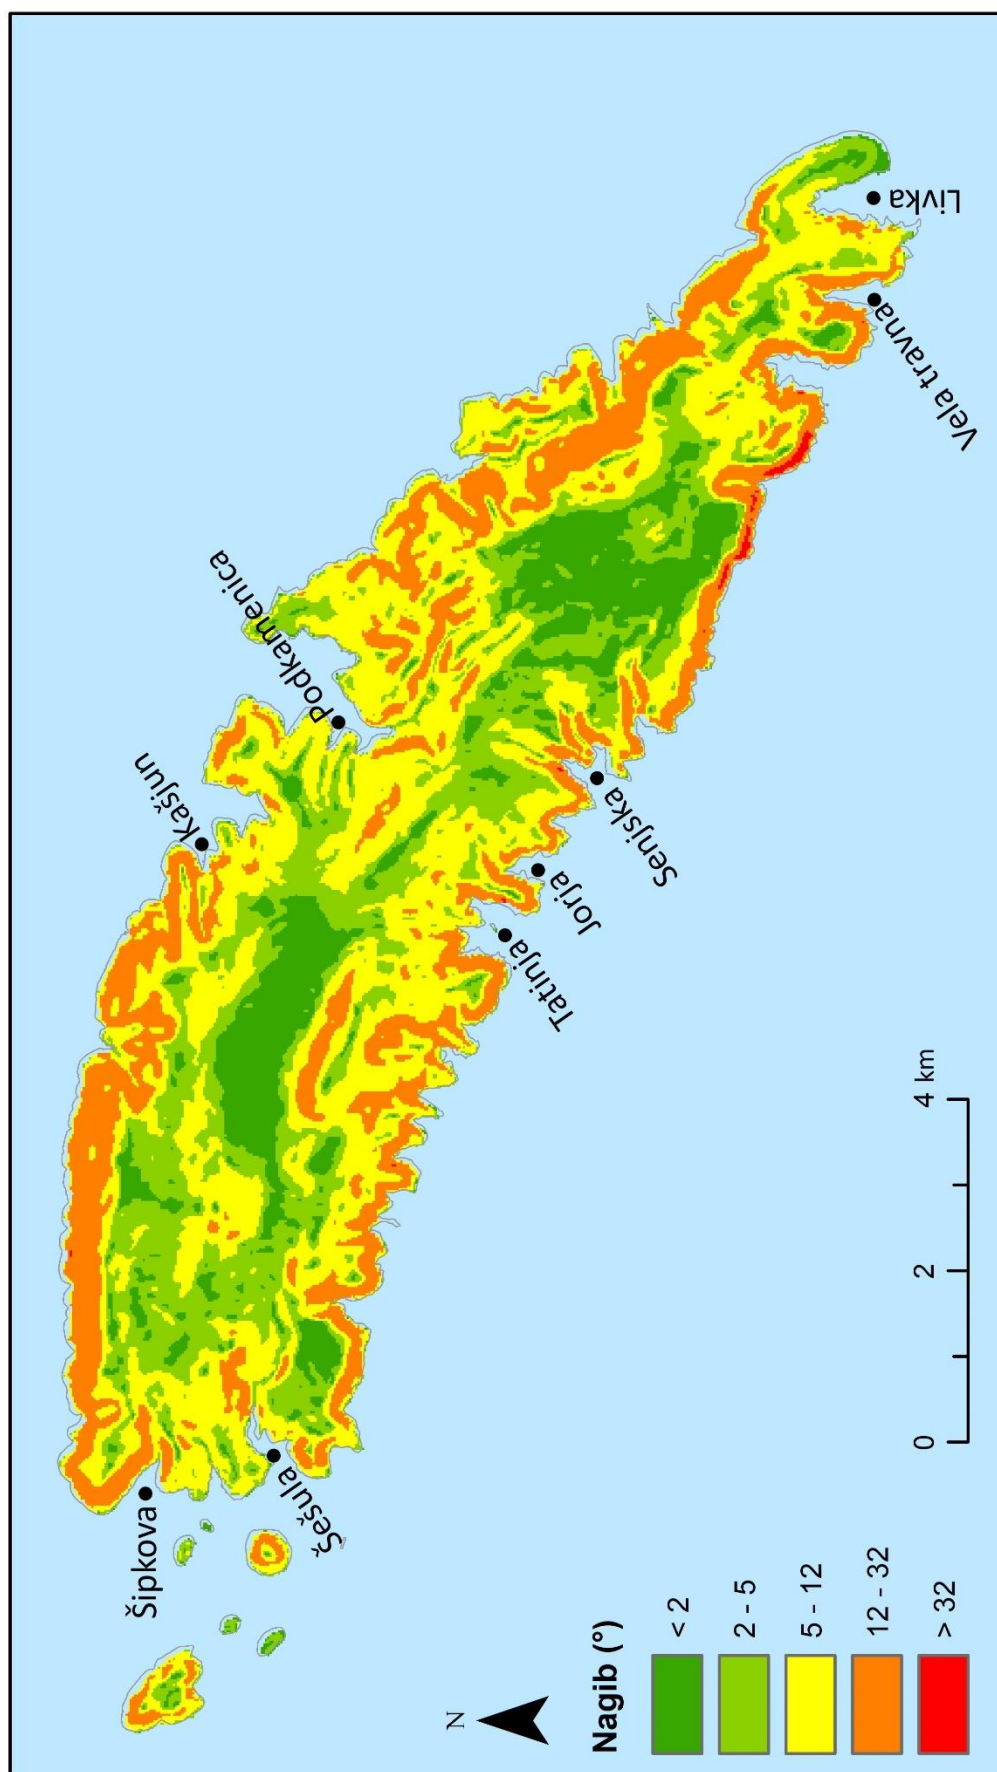 Šipkova
Šešula
Kašjun
Podkamenica
Tatinja
Jorja
Senjska
Vela travna
Livka
N
Nagib (°)
< 2
2 - 5
5 - 12
12 - 32
> 32
0 2 4 km